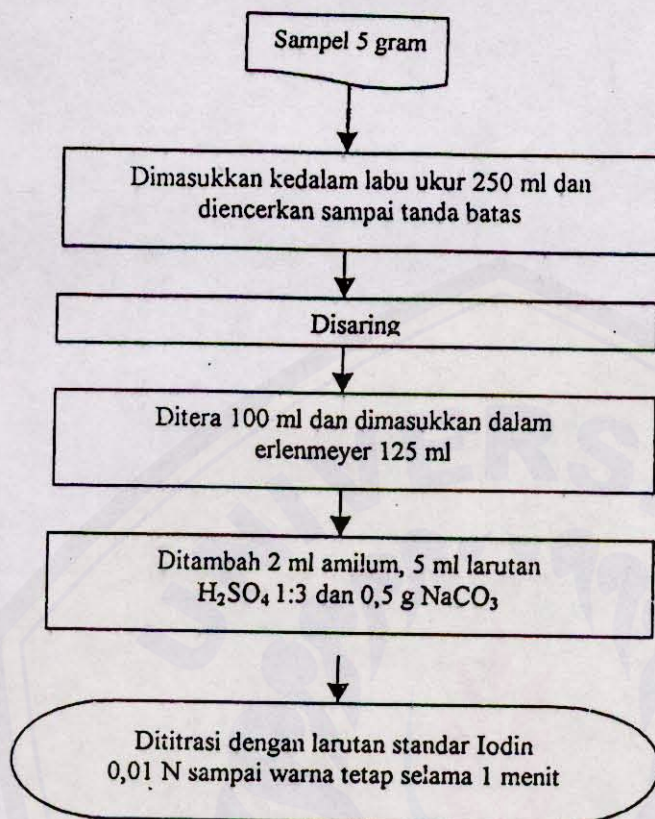 Sampel 5 gram
Dimasukkan kedalam labu ukur 250 ml dan
diencerkan sampai tanda batas
Disaring
Ditera 100 ml dan dimasukkan dalam
erlenmeyer 125 ml
Ditambah 2 ml amilum, 5 ml larutan
H₂SO₄ 1:3 dan 0,5 g NaCO₃
Dititrasi dengan larutan standar Iodin
0,01 N sampai warna tetap selama 1 menit